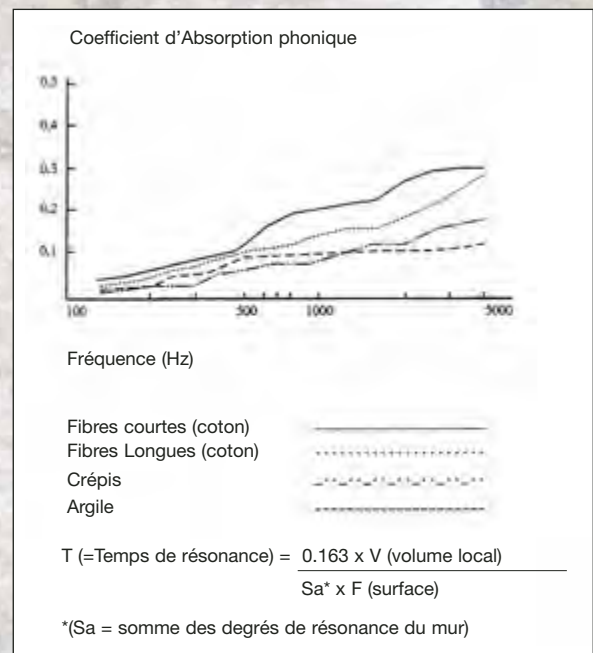 Coefficient d'Absorption phonique
0,5
0,4
0,3
0,2
0,1
100 500 1000 5000
Fréquence (Hz)
Fibres courtes (coton)
Fibres Longues (coton)
Crépis
Argile
T (=Temps de résonance) = 0.163 x V (volume local)
Sa* x F (surface)
*(Sa = somme des degrés de résonance du mur)